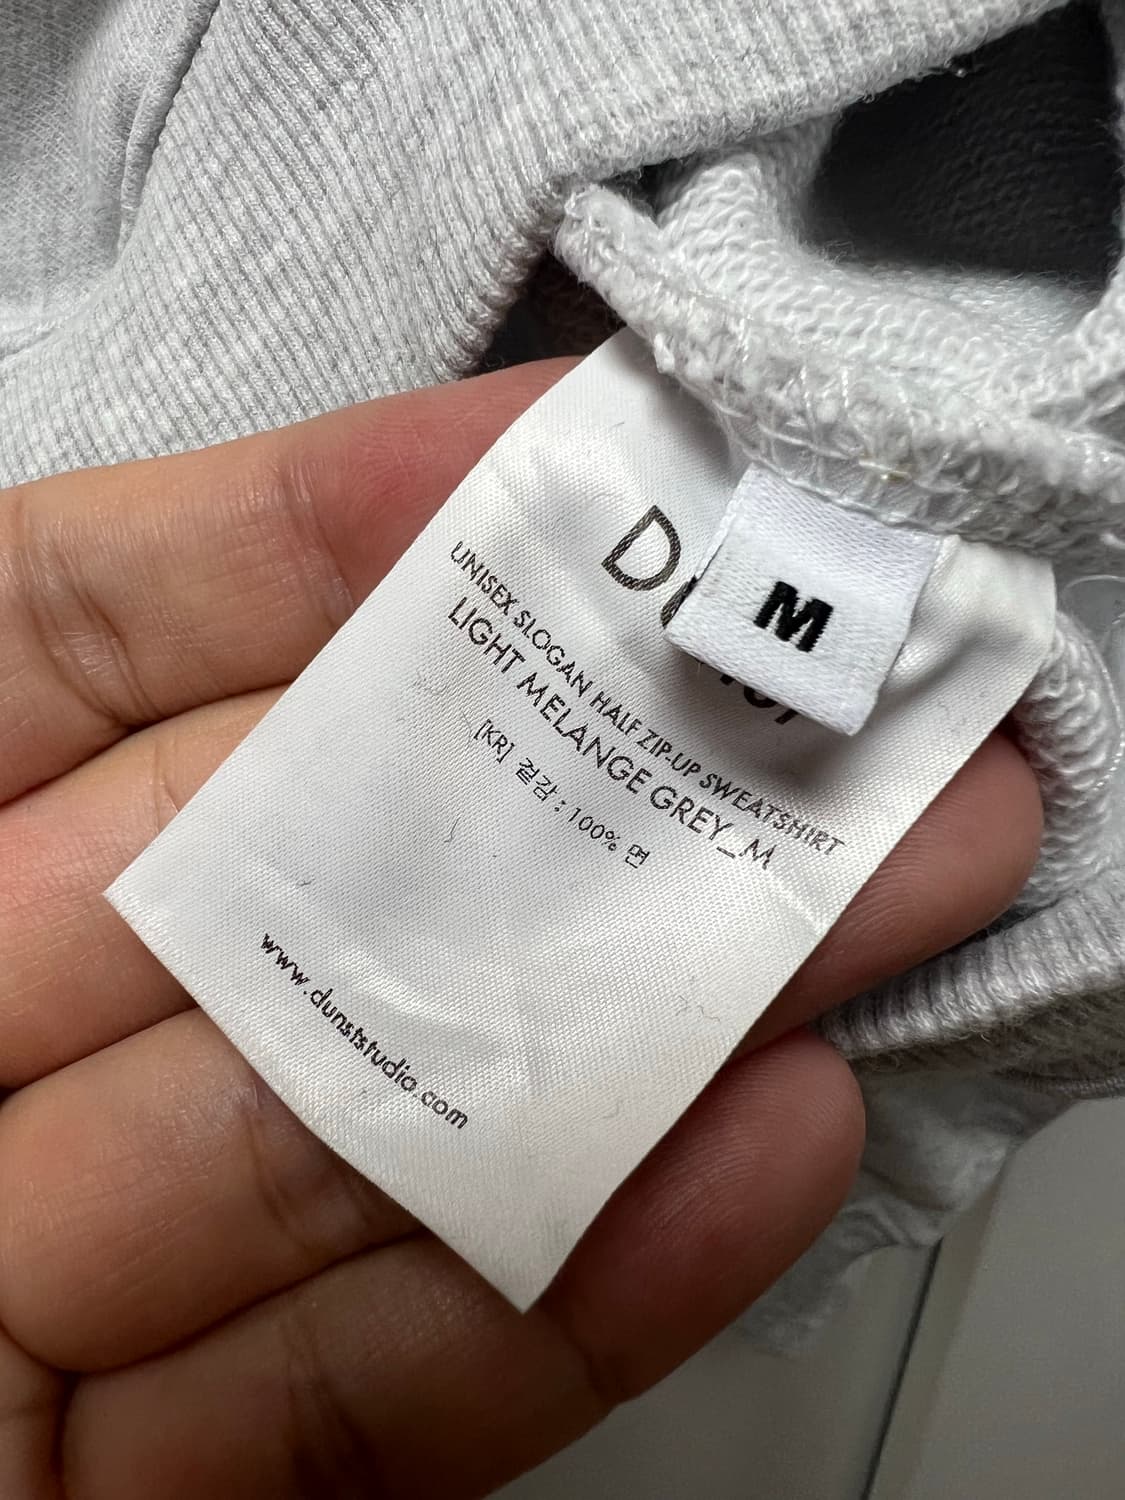 M
UNISEX SLOGAN HALF ZIP-UP SWEATSHIRT
LIGHT MELANGE GREY_M
[KR] 겉감 : 100% 면
www.dunststudio.com